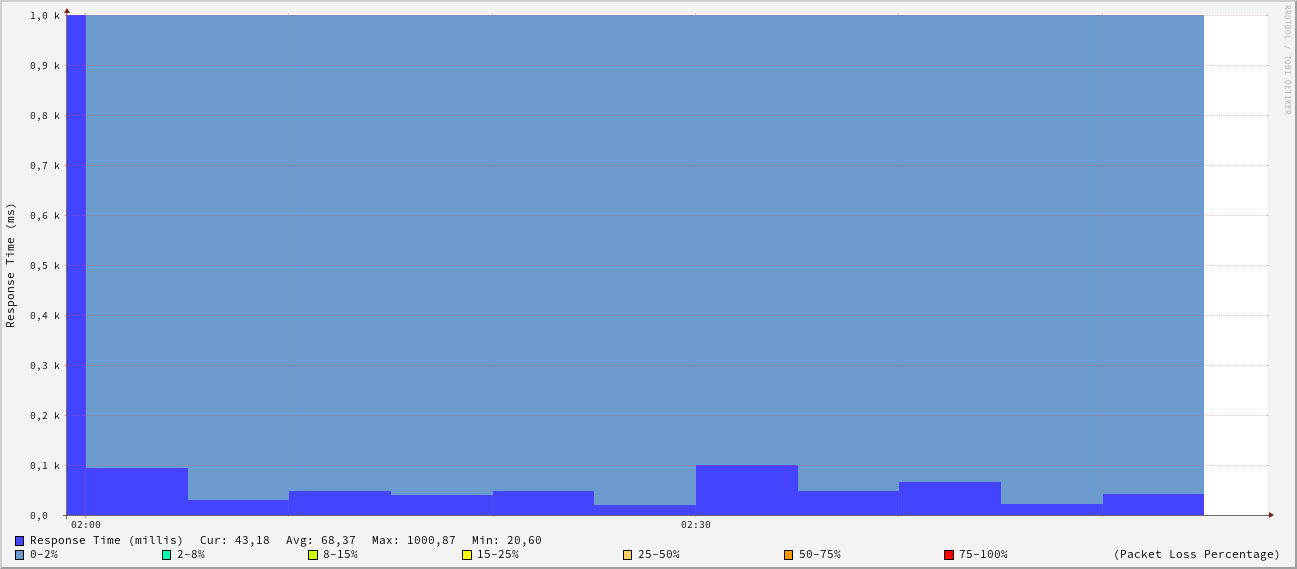 RRDTOOL / TOBI OETIKER
Response Time (ms)
1,0 k
0,9 k
0,8 k
0,7 k
0,6 k
0,5 k
0,4 k
0,3 k
0,2 k
0,1 k
0,0
02:00 02:30
Response Time (millis) Cur: 43,18 Avg: 68,37 Max: 1000,87 Min: 20,60
0-2% 2-8% 8-15% 15-25% 25-50% 50-75% 75-100% (Packet Loss Percentage)